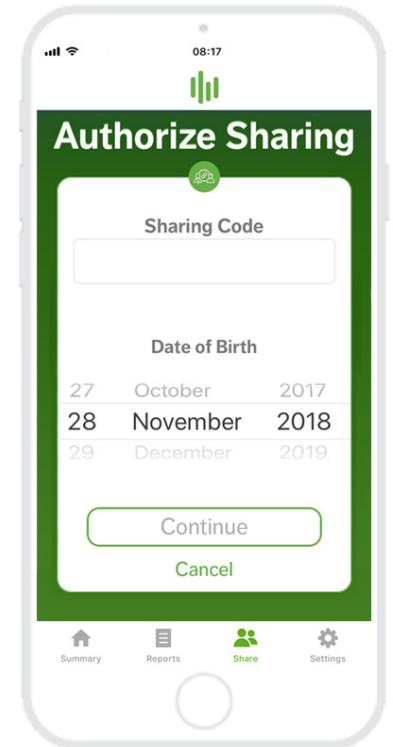 08:17
Authorize Sharing
Sharing Code
Date of Birth
27 October 2017
28 November 2018
29 December 2019
Continue
Cancel
Summary Reports Share Settings